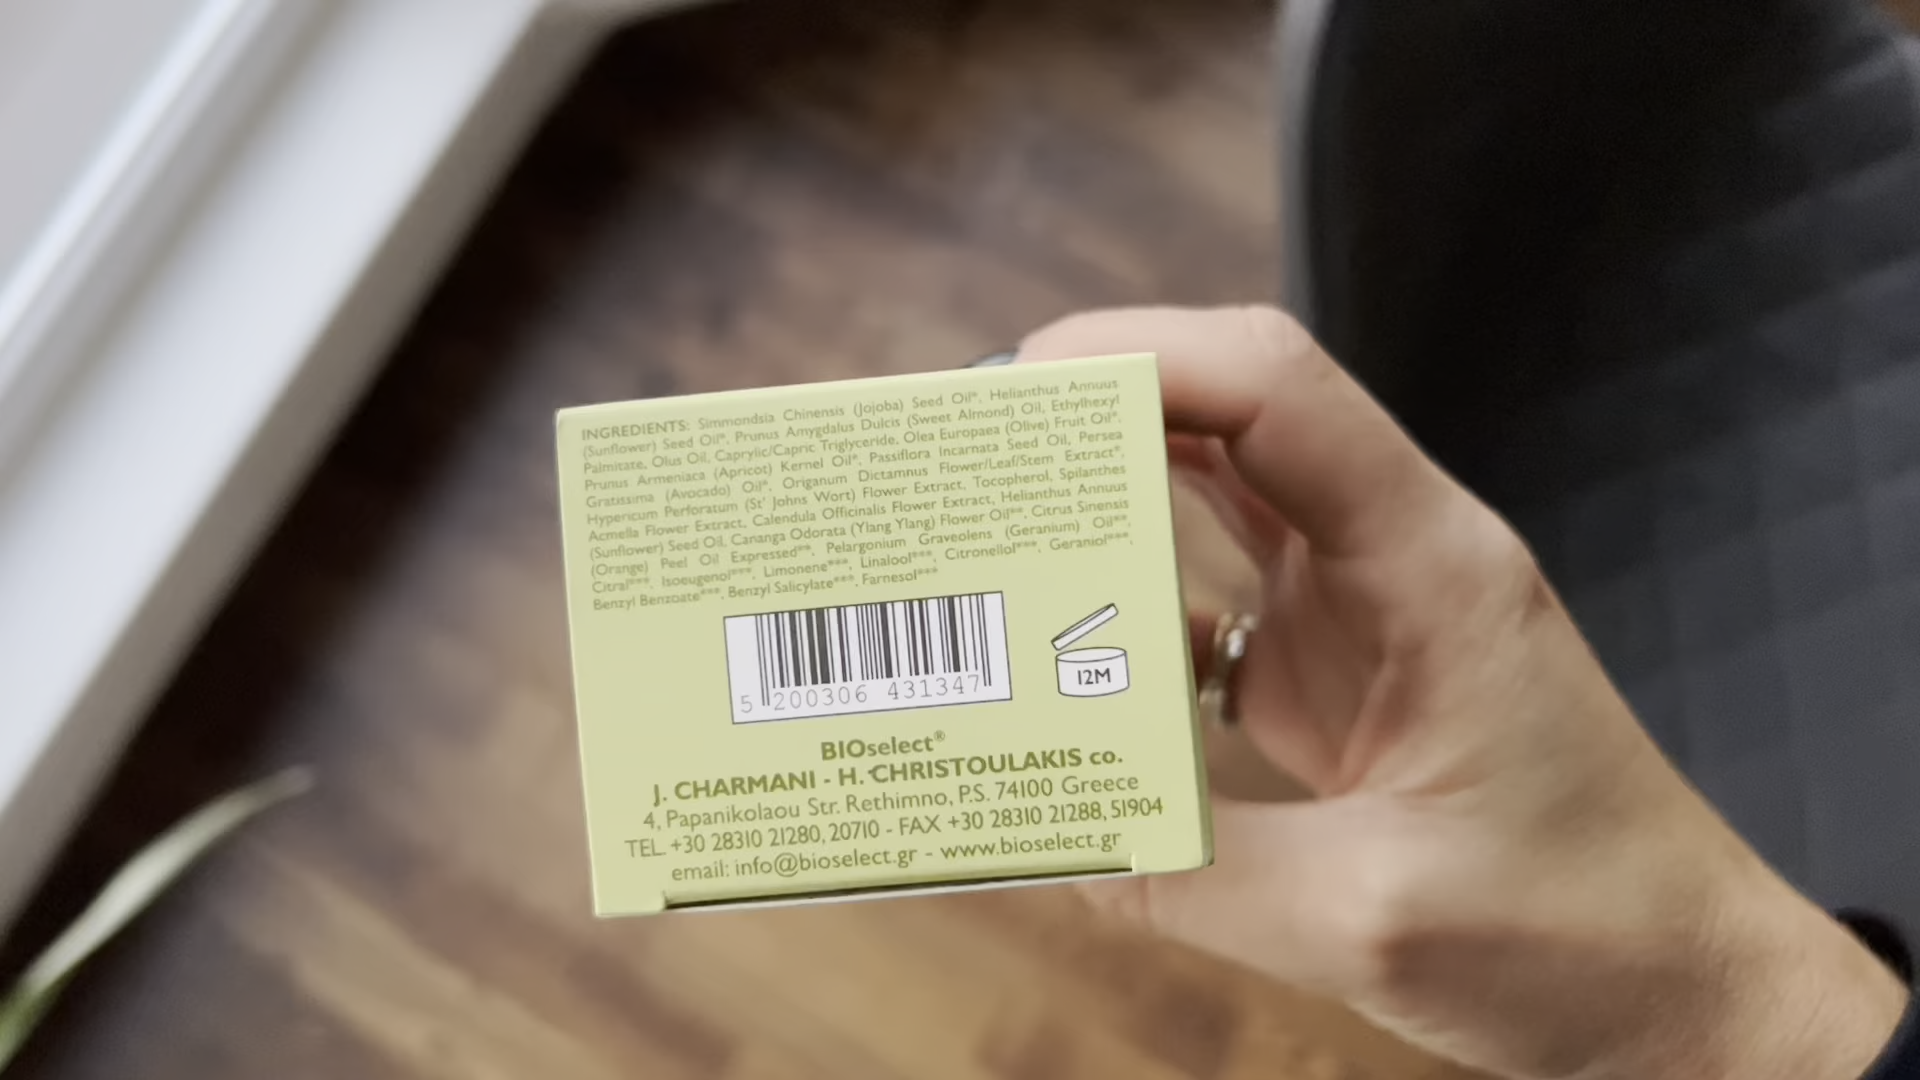 INGREDIENTS: Simmondsia Chinensis (Jojoba) Seed Oil*, Helianthus Annuus
(Sunflower) Seed Oil*, Prunus Amygdalus Dulcis (Sweet Almond) Oil, Ethylhexyl
Palmitate, Olus Oil, Caprylic/Capric Triglyceride, Olea Europaea (Olive) Fruit Oil*,
Prunus Armeniaca (Apricot) Kernel Oil*, Passiflora Incarnata Seed Oil, Persea
Gratissima (Avocado) Oil*, Origanum Dictamnus Flower/Leaf/Stem Extract*,
Hypericum Perforatum (St' Johns Wort) Flower Extract, Tocopherol, Spilanthes
Acmella Flower Extract, Calendula Officinalis Flower Extract, Helianthus Annuus
(Sunflower) Seed Oil, Cananga Odorata (Ylang Ylang) Flower Oil**, Citrus Sinensis
(Orange) Peel Oil Expressed**, Pelargonium Graveolens (Geranium) Oil**,
Citral***, Isoeugenol***, Limonene***, Linalool***, Citronellol***, Geraniol***,
Benzyl Benzoate***, Benzyl Salicylate***, Farnesol***
5 200306 431347
12M
BIOselect®
J. CHARMANI - H. CHRISTOULAKIS co.
4, Papanikolaou Str. Rethimno, P.S. 74100 Greece
TEL. +30 28310 21280, 20710 - FAX +30 28310 21288, 51904
email: info@bioselect.gr - www.bioselect.gr